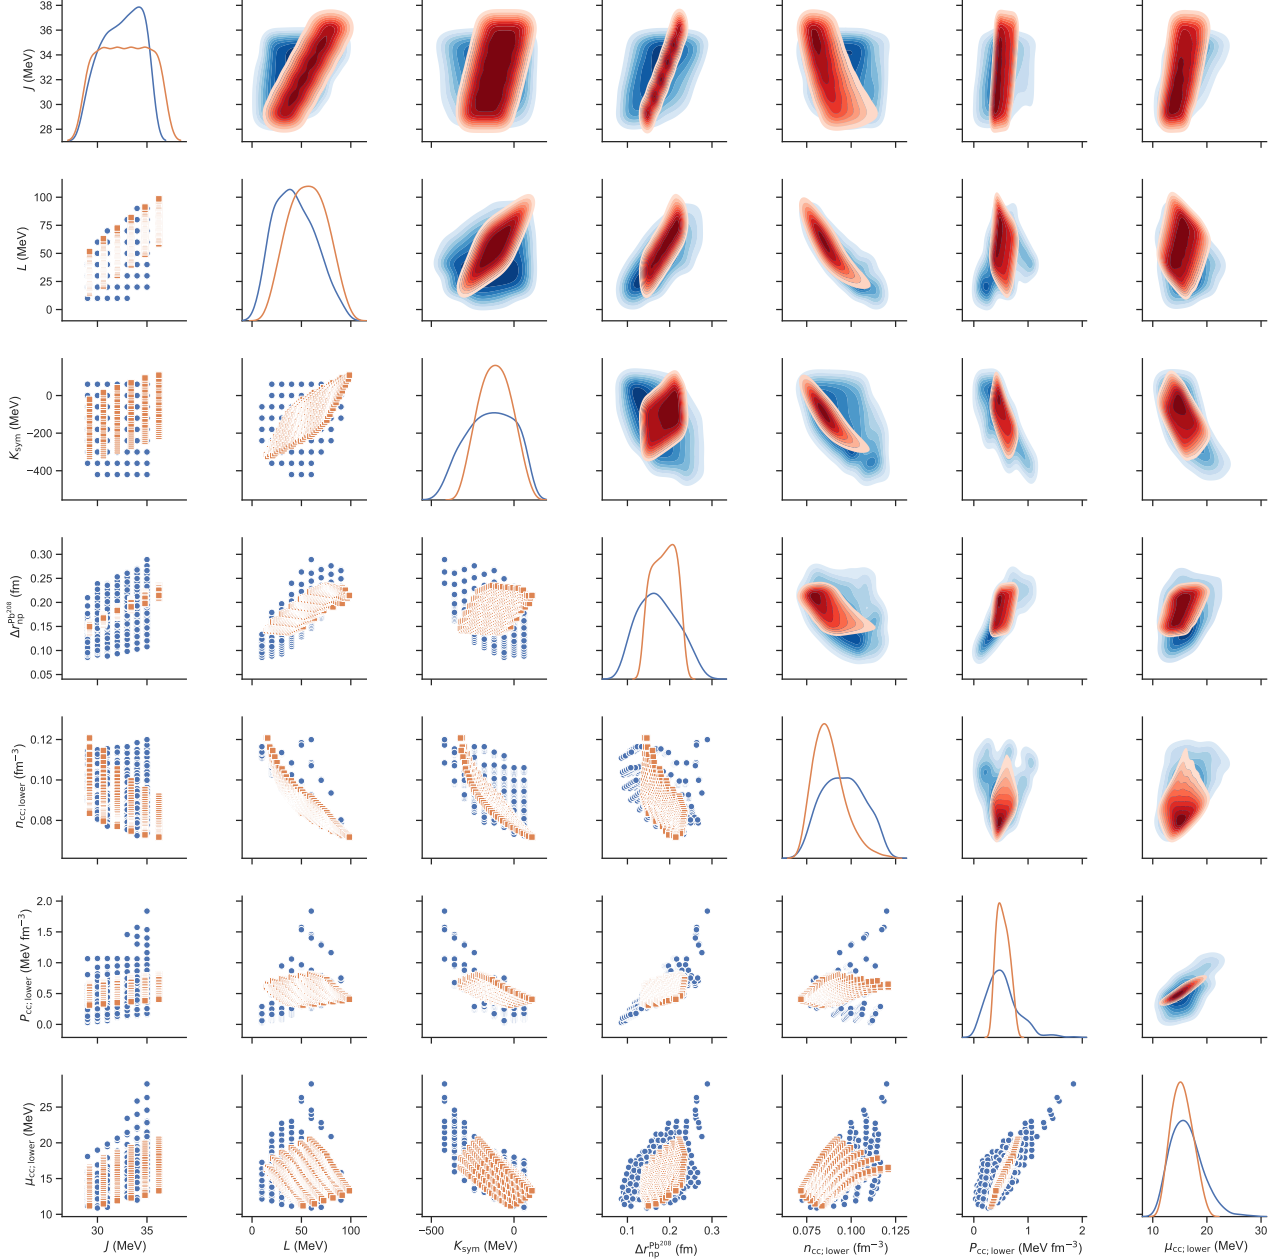 38
36
34
32
30
28
J (MeV)
100
75
50
25
0
L (MeV)
0
−200
−400
K_sym (MeV)
0.30
0.25
0.20
0.15
0.10
0.05
Δr_np^Pb²⁰⁸ (fm)
0.12
0.10
0.08
n_cc; lower (fm⁻³)
2.0
1.5
1.0
0.5
0.0
P_cc; lower (MeV fm⁻³)
25
20
15
10
μ_cc; lower (MeV)
30 35
J (MeV)
0 50 100
L (MeV)
−500 0
K_sym (MeV)
0.1 0.2 0.3
Δr_np^Pb²⁰⁸ (fm)
0.075 0.100 0.125
n_cc; lower (fm⁻³)
0 1 2
P_cc; lower (MeV fm⁻³)
10 20 30
μ_cc; lower (MeV)